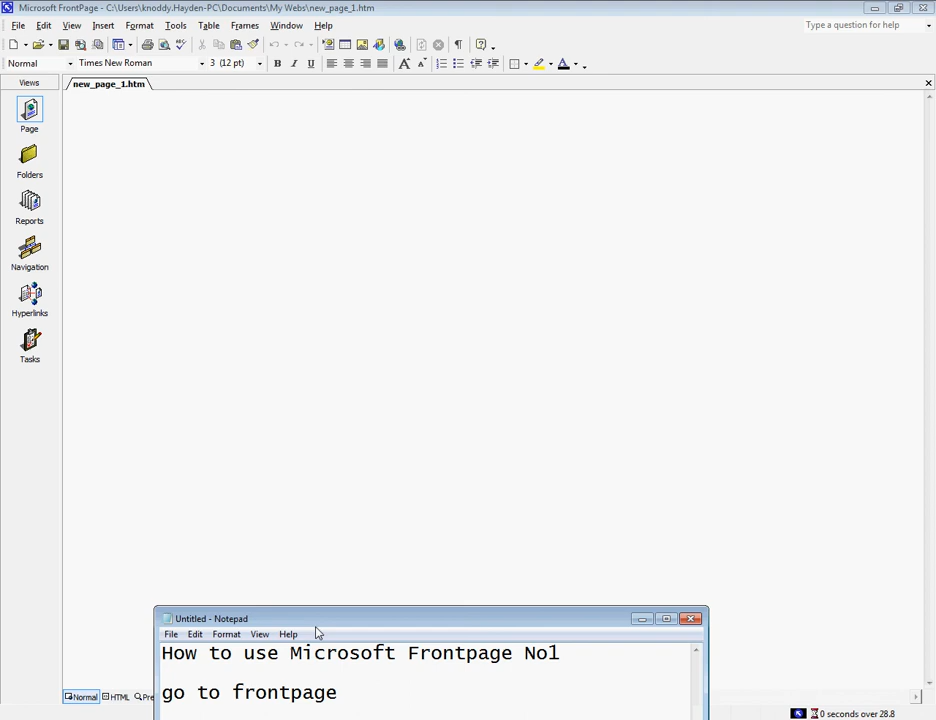 Microsoft FrontPage - C:\Users\knoddy.Hayden-PC\Documents\My Webs\new_page_1.htm
File Edit View Insert Format Tools Table Frames Window Help
Type a question for help
Normal Times New Roman 3 (12 pt) B I U A A A
Views
new_page_1.htm
Page
Folders
Reports
Navigation
Hyperlinks
Tasks
Untitled - Notepad
File Edit Format View Help
How to use Microsoft Frontpage No1
go to frontpage
Normal HTML Pre
0 seconds over 28.8